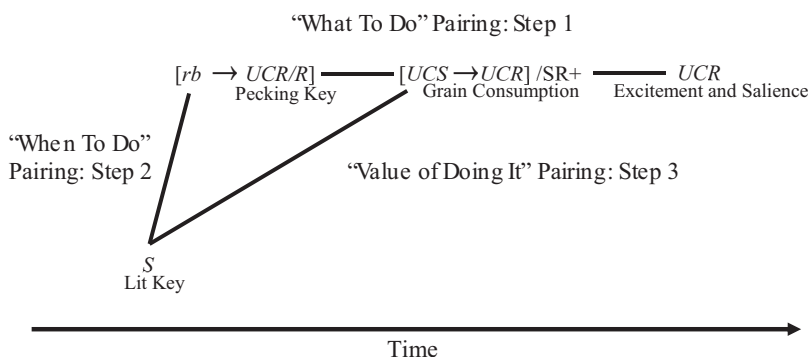 “What To Do” Pairing: Step 1
[rb → UCR/R] [UCS →UCR] /SR+ UCR
Pecking Key Grain Consumption Excitement and Salience
“When To Do”
Pairing: Step 2 “Value of Doing It” Pairing: Step 3
S
Lit Key
Time